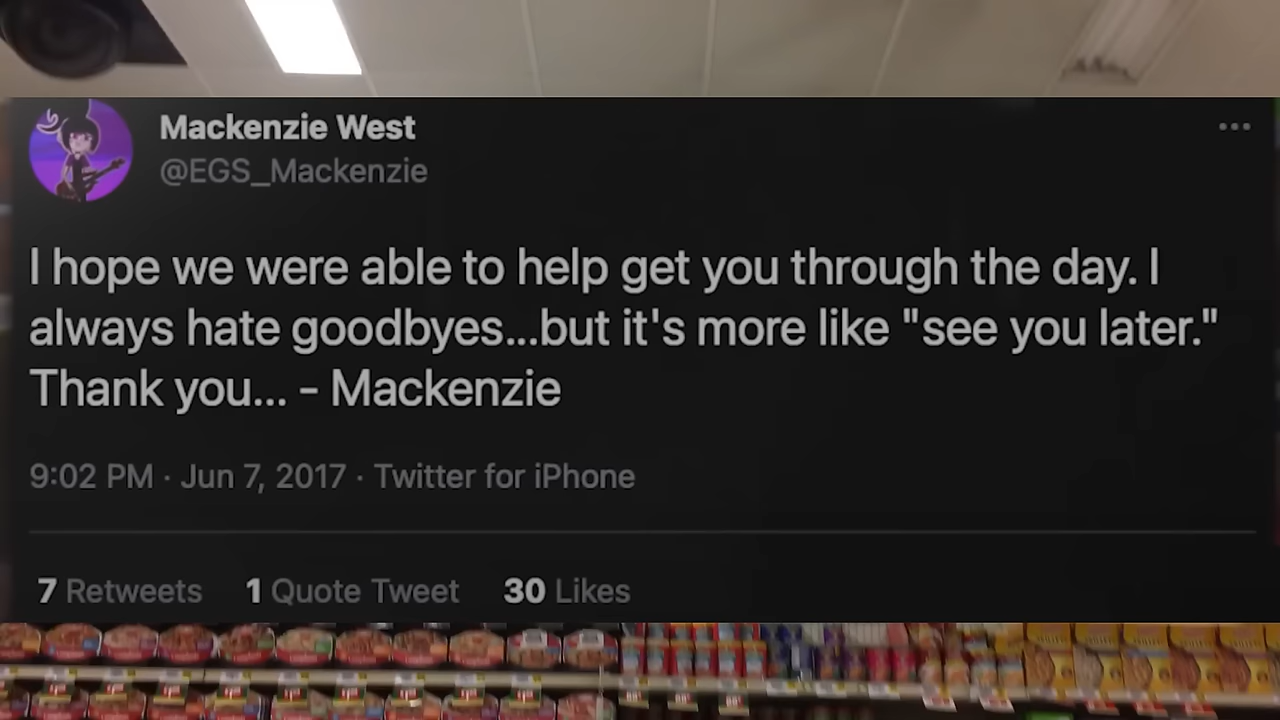 Mackenzie West
@EGS_Mackenzie
I hope we were able to help get you through the day. I
always hate goodbyes...but it's more like "see you later."
Thank you... - Mackenzie
9:02 PM · Jun 7, 2017 · Twitter for iPhone
7 Retweets 1 Quote Tweet 30 Likes